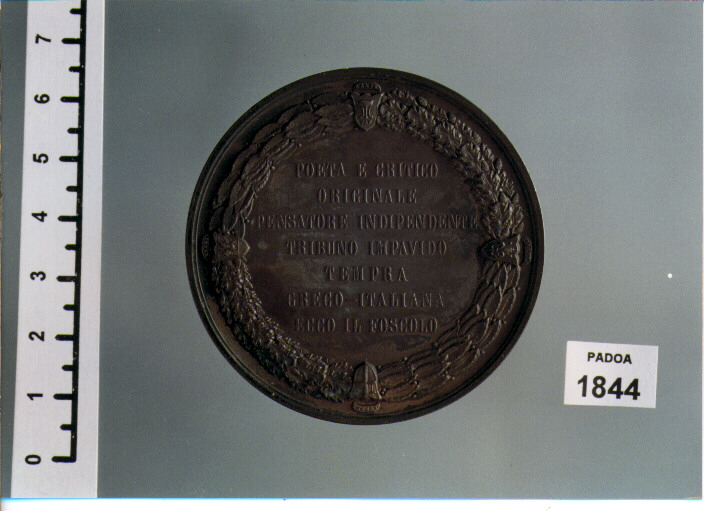 POETA E CRITICO
ORIGINALE
PENSATORE INDIPENDENTE
TRIBUNO IMPAVIDO
TEMPRA
GRECO-ITALIANA
ECCO IL FOSCOLO
PADOA
1844
7
6
5
4
3
2
1
0